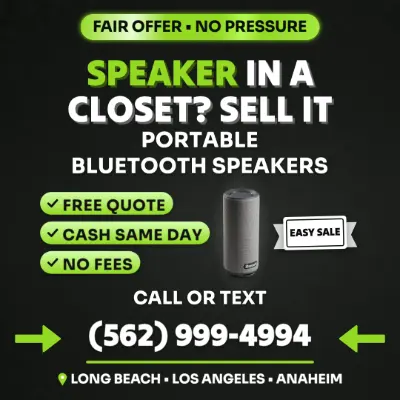 FAIR OFFER • NO PRESSURE
SPEAKER IN A
CLOSET? SELL IT
PORTABLE
BLUETOOTH SPEAKERS
✓ FREE QUOTE
✓ CASH SAME DAY
✓ NO FEES
EASY SALE
CALL OR TEXT
(562) 999-4994
LONG BEACH • LOS ANGELES • ANAHEIM